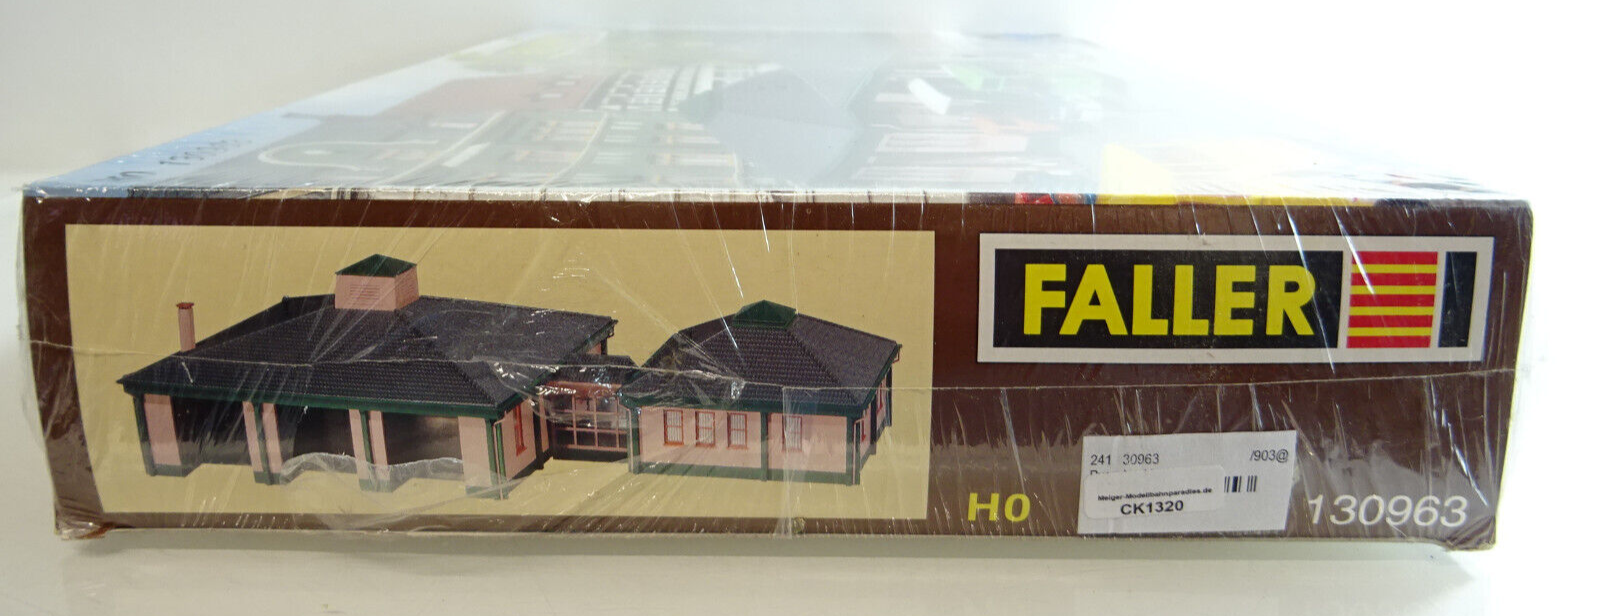 FALLER
241 30963 /903@
Meiger-Modellbahnparadies.de
CK1320
H0
130963